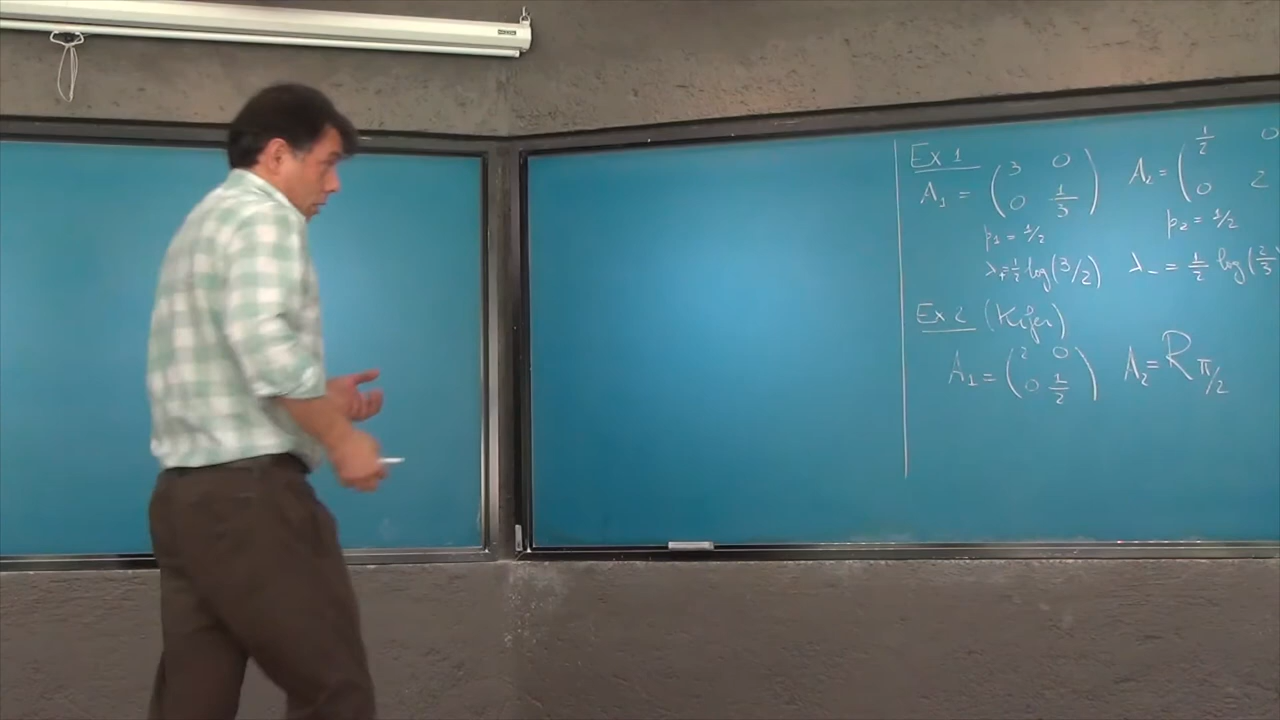 Ex 1
A₁ = (3 0; 0 1/3) A₂ = (1/2 0; 0 2
p₁ = 1/2 p₂ = 1/2
λ₊ = 1/2 log(3/2) λ₋ = 1/2 log(2/3)
Ex 2 (Kifer)
A₁ = (2 0; 0 1/2) A₂ = R π/2